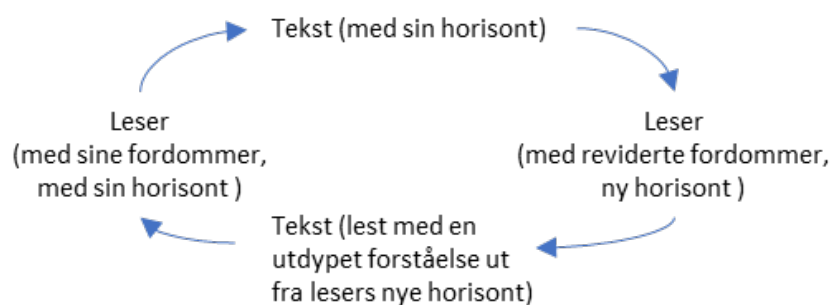 Tekst (med sin horisont)
Leser
(med sine fordommer,
med sin horisont )
Leser
(med reviderte fordommer,
ny horisont )
Tekst (lest med en
utdypet forståelse ut
fra lesers nye horisont)